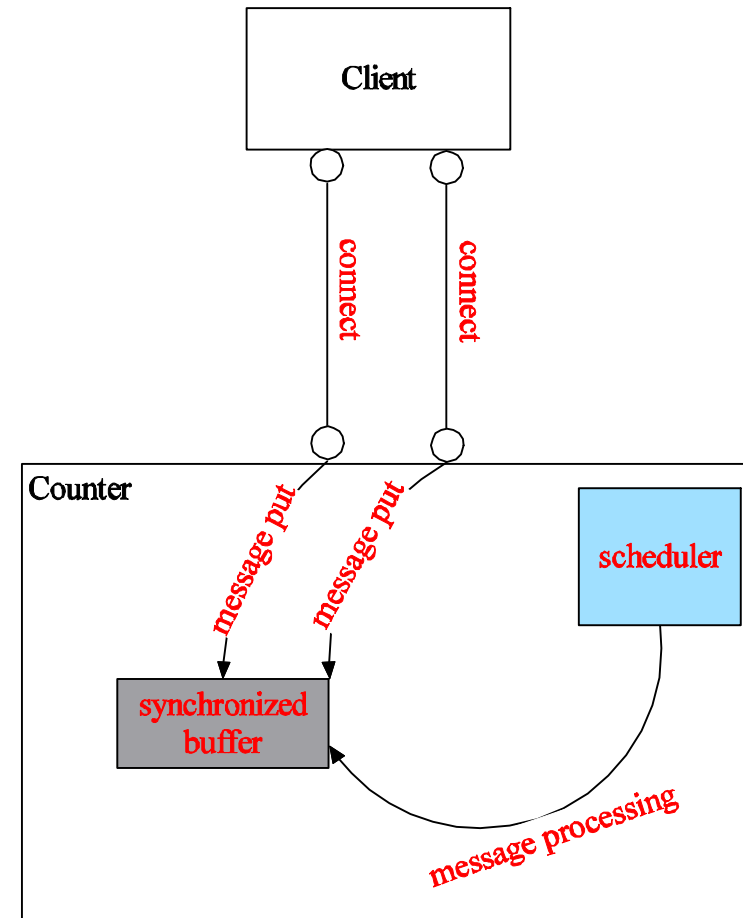 Client
connect
connect
Counter
message put
message put
scheduler
synchronized
buffer
message processing